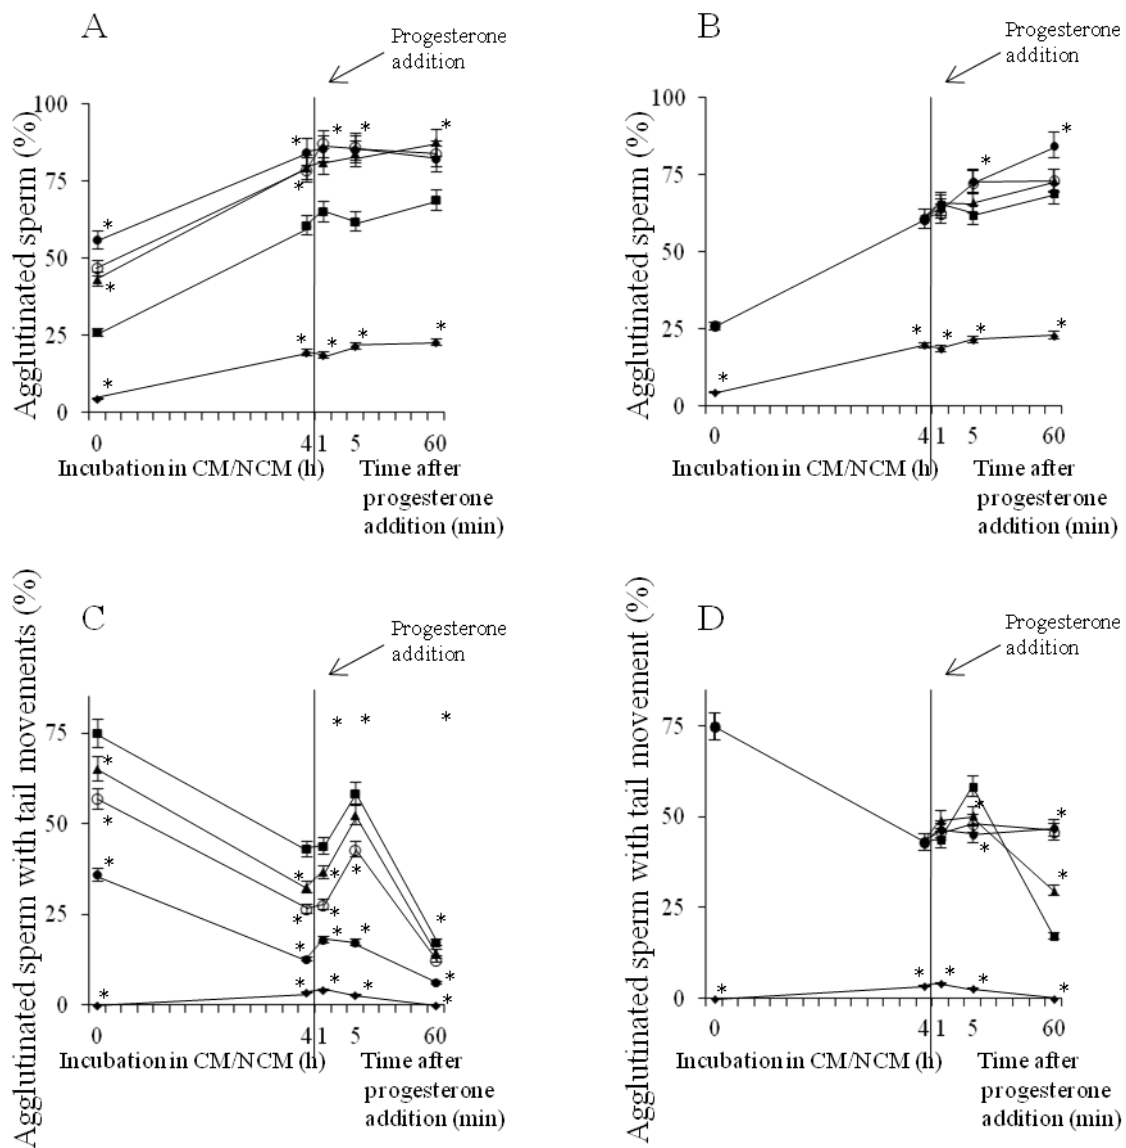 A
Progesterone
addition
Agglutinated sperm (%)
100
75
50
25
0
* * * * * *
* *
* * * * *
0 4 1 5 60
Incubation in CM/NCM (h) Time after
progesterone
addition (min)
B
Progesterone
addition
Agglutinated sperm (%)
100
75
50
25
0
* *
* * * * *
0 4 1 5 60
Incubation in CM/NCM (h) Time after
progesterone
addition (min)
C
Progesterone
addition
Agglutinated sperm with tail movements (%)
75
50
25
0
* * *
* * *
* * * *
* * * * * *
* * * * * *
0 4 1 5 60
Incubation in CM/NCM (h) Time after
progesterone
addition (min)
D
Progesterone
addition
Agglutinated sperm with tail movement (%)
75
50
25
0
* *
* *
* * * * *
0 4 1 5 60
Incubation in CM/NCM (h) Time after
progesterone
addition (min)